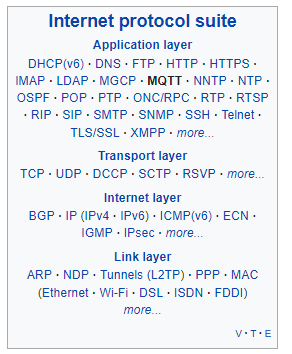 Internet protocol suite
Application layer
DHCP(v6) · DNS · FTP · HTTP · HTTPS ·
IMAP · LDAP · MGCP · MQTT · NNTP · NTP ·
OSPF · POP · PTP · ONC/RPC · RTP · RTSP
· RIP · SIP · SMTP · SNMP · SSH · Telnet ·
TLS/SSL · XMPP · more...
Transport layer
TCP · UDP · DCCP · SCTP · RSVP · more...
Internet layer
BGP · IP (IPv4 · IPv6) · ICMP(v6) · ECN ·
IGMP · IPsec · more...
Link layer
ARP · NDP · Tunnels (L2TP) · PPP · MAC
(Ethernet · Wi-Fi · DSL · ISDN · FDDI)
more...
V · T · E